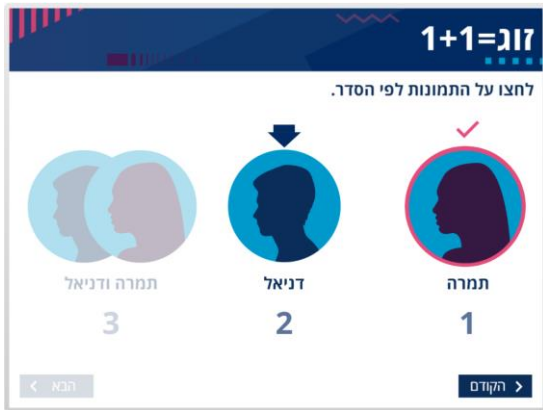 זוג=1+1
לחצו על התמונות לפי הסדר.
תמרה
דניאל
תמרה ודניאל
1
2
3
הקודם
הבא